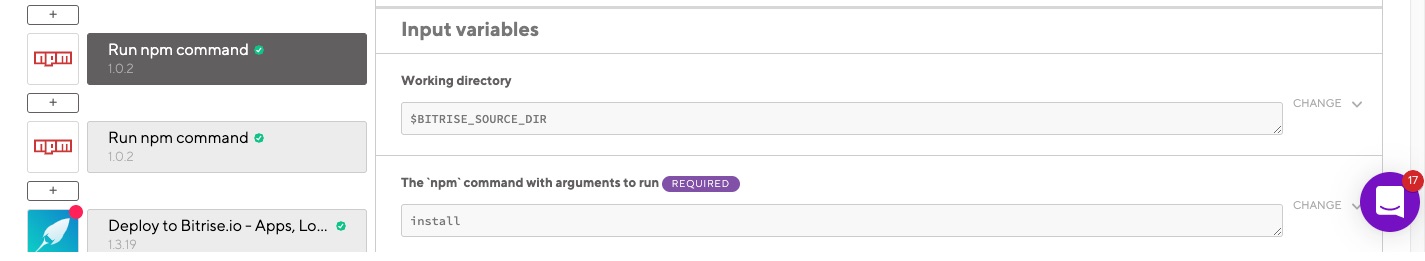 +
npm
Run npm command
1.0.2
+
npm
Run npm command
1.0.2
+
Deploy to Bitrise.io - Apps, Lo...
1.3.19
Input variables
Working directory
$BITRISE_SOURCE_DIR
CHANGE
The `npm` command with arguments to run REQUIRED
install
CHANGE
17